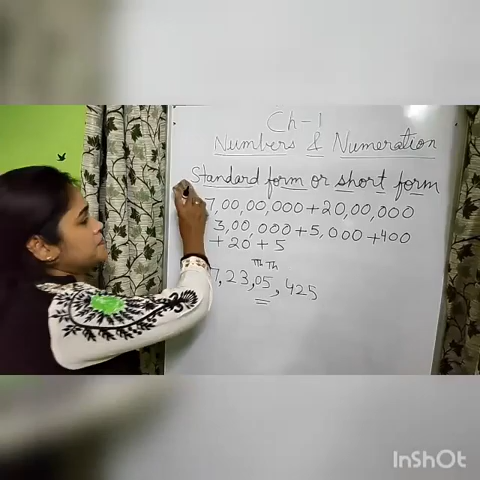 Ch-1
Numbers & Numeration
Standard form or short form
7,00,00,000+20,00,000
3,00,000+5,000+400
+20+5
Tth Th
7,23,05,425
InShOt